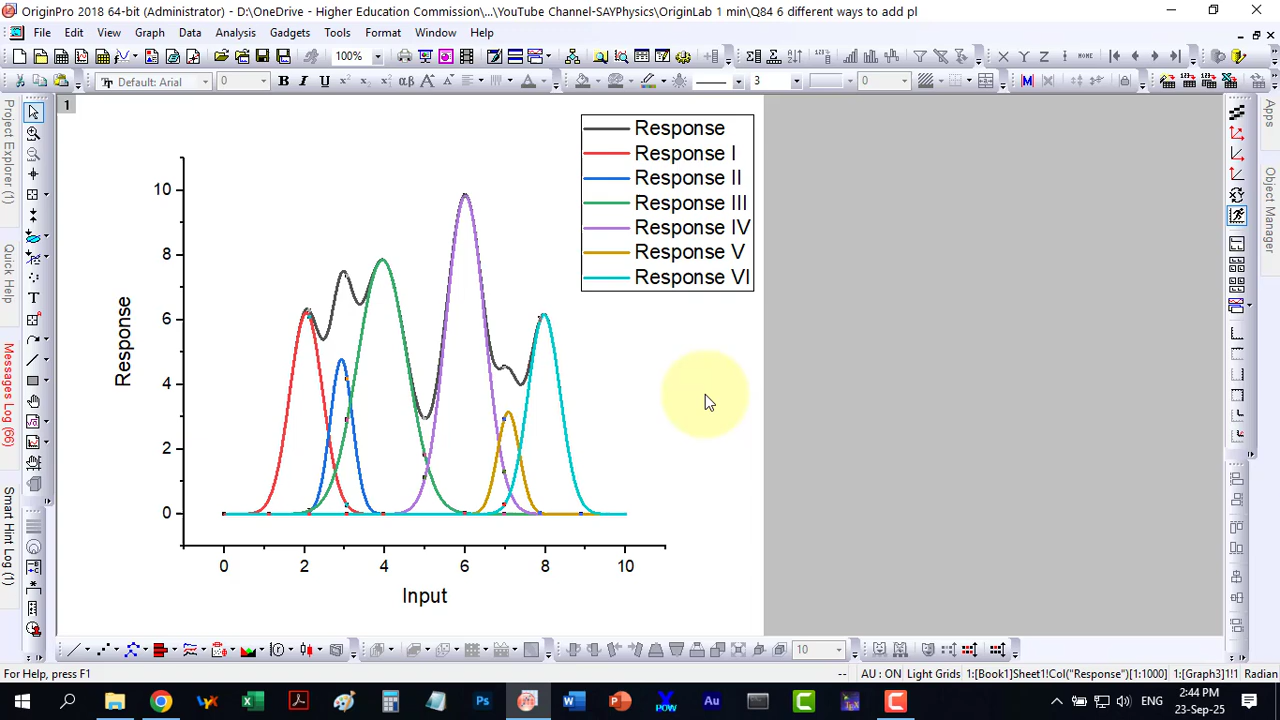 OriginPro 2018 64-bit (Administrator) - D:\OneDrive - Higher Education Commission\...\YouTube Channel-SAYPhysics\OriginLab 1 min\Q84 6 different ways to add pl
File Edit View Graph Data Analysis Gadgets Tools Format Window Help
100%
Default: Arial 0 B I U αβ A A A 3 0
1
Project Explorer (1)
Quick Help
Messages Log (66)
Smart Hint Log (1)
Apps
Object Manager
Response
Response I
Response II
Response III
Response IV
Response V
Response VI
10
8
6
4
2
0
Response
0 2 4 6 8 10
Input
10
For Help, press F1
-- AU : ON Light Grids 1:[Book1]Sheet1!Col("Response")[1:1000] 1:[Graph3]1!1 Radian
ENG
2:44 PM
23-Sep-25